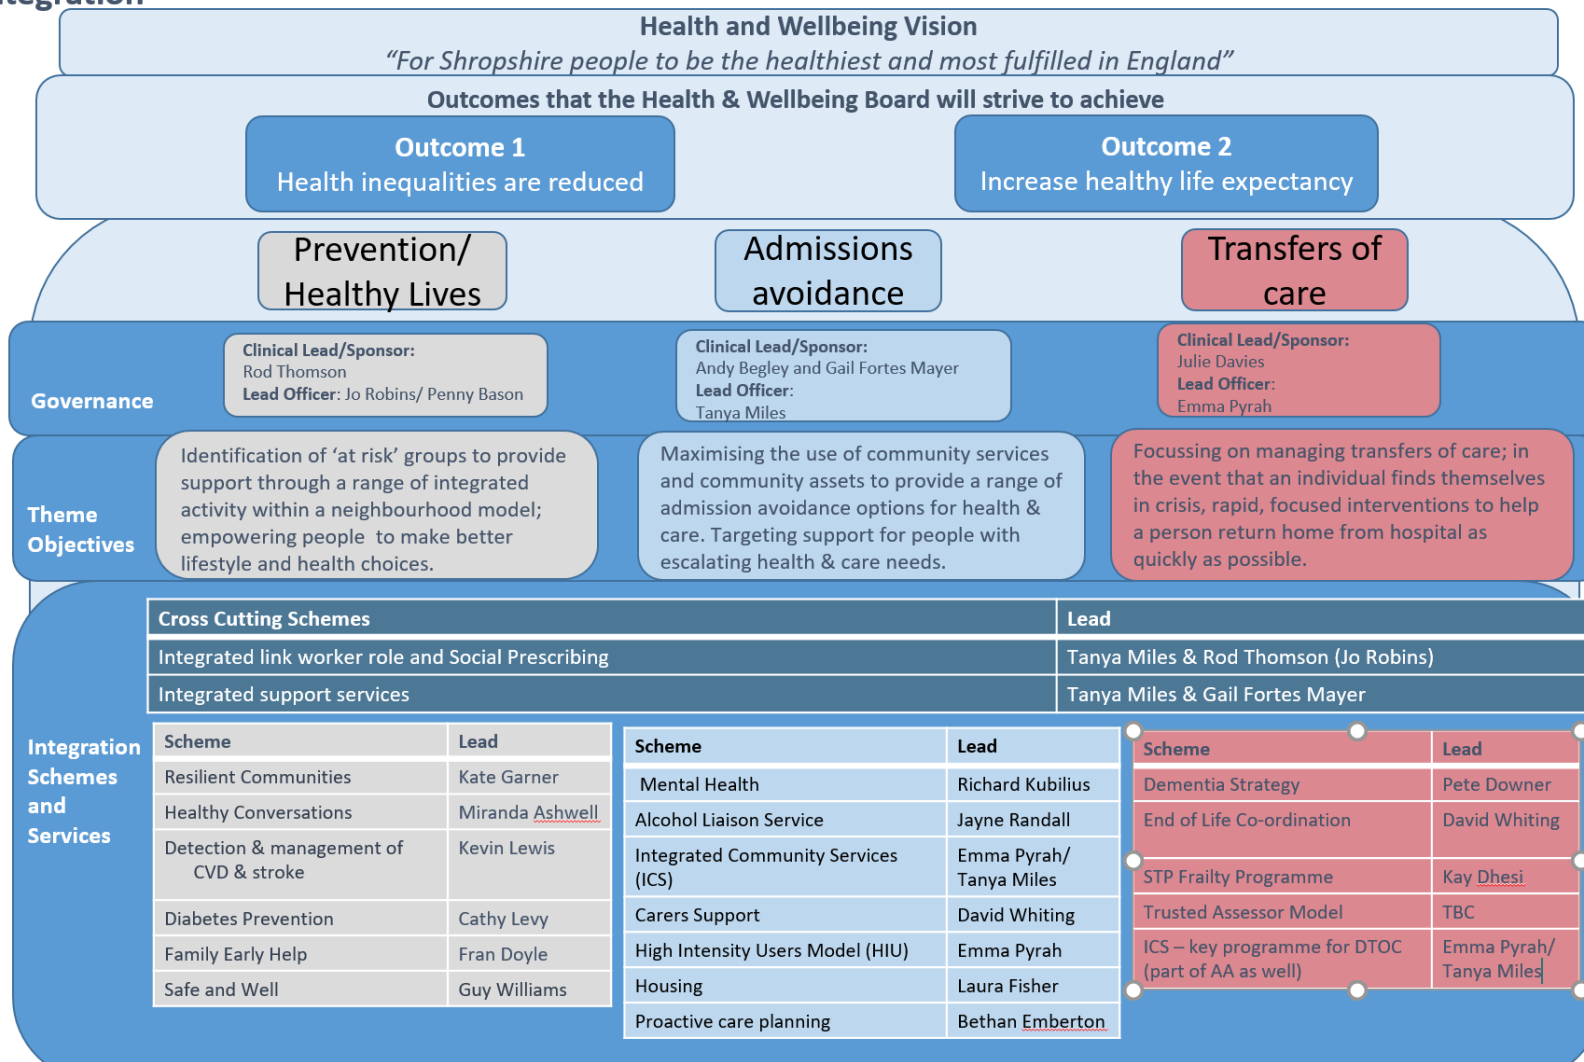 Health and Wellbeing Vision
“For Shropshire people to be the healthiest and most fulfilled in England”
Outcomes that the Health & Wellbeing Board will strive to achieve
Outcome 1
Health inequalities are reduced
Outcome 2
Increase healthy life expectancy
Prevention/
Healthy Lives
Admissions
avoidance
Transfers of
care
Governance
Clinical Lead/Sponsor:
Rod Thomson
Lead Officer: Jo Robins/ Penny Bason
Clinical Lead/Sponsor:
Andy Begley and Gail Fortes Mayer
Lead Officer:
Tanya Miles
Clinical Lead/Sponsor:
Julie Davies
Lead Officer:
Emma Pyrah
Theme
Objectives
Identification of ‘at risk’ groups to provide
support through a range of integrated
activity within a neighbourhood model;
empowering people to make better
lifestyle and health choices.
Maximising the use of community services
and community assets to provide a range of
admission avoidance options for health &
care. Targeting support for people with
escalating health & care needs.
Focussing on managing transfers of care; in
the event that an individual finds themselves
in crisis, rapid, focused interventions to help
a person return home from hospital as
quickly as possible.
Cross Cutting Schemes Lead
Integrated link worker role and Social Prescribing Tanya Miles & Rod Thomson (Jo Robins)
Integrated support services Tanya Miles & Gail Fortes Mayer
Integration
Schemes
and
Services
Scheme Lead
Resilient Communities Kate Garner
Healthy Conversations Miranda Ashwell
Detection & management of Kevin Lewis
CVD & stroke
Diabetes Prevention Cathy Levy
Family Early Help Fran Doyle
Safe and Well Guy Williams
Scheme Lead
Mental Health Richard Kubilius
Alcohol Liaison Service Jayne Randall
Integrated Community Services Emma Pyrah/
(ICS) Tanya Miles
Carers Support David Whiting
High Intensity Users Model (HIU) Emma Pyrah
Housing Laura Fisher
Proactive care planning Bethan Emberton
Scheme Lead
Dementia Strategy Pete Downer
End of Life Co-ordination David Whiting
STP Frailty Programme Kay Dhesi
Trusted Assessor Model TBC
ICS – key programme for DTOC Emma Pyrah/
(part of AA as well) Tanya Miles